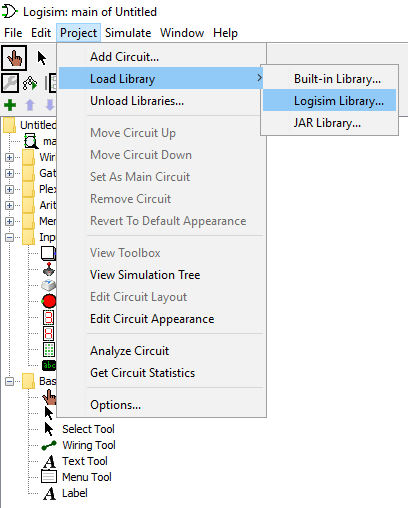 Logisim: main of Untitled
File Edit Project Simulate Window Help
Add Circuit...
Load Library
Built-in Library...
Unload Libraries...
Logisim Library...
JAR Library...
Untitled
ma
Move Circuit Up
Wir
Move Circuit Down
Gat
Set As Main Circuit
Plex
Remove Circuit
Arit
Revert To Default Appearance
Mer
Inp
View Toolbox
View Simulation Tree
Edit Circuit Layout
Edit Circuit Appearance
Analyze Circuit
Get Circuit Statistics
Bas
Options...
Select Tool
Wiring Tool
A Text Tool
Menu Tool
A Label